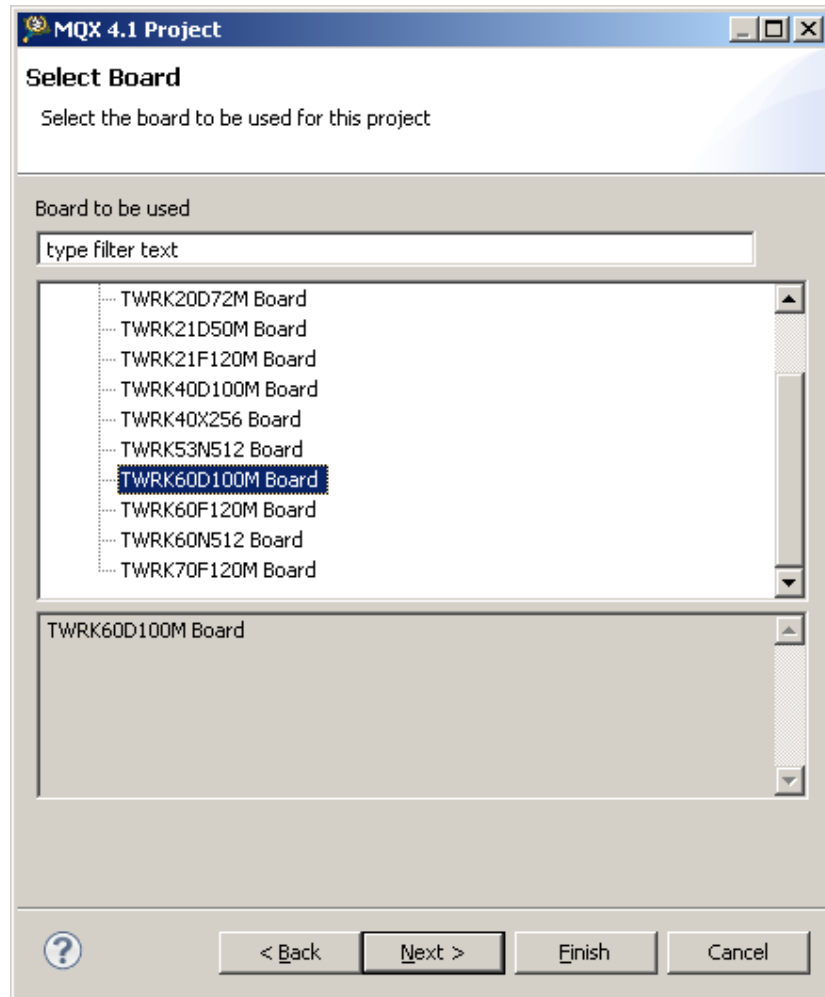 MQX 4.1 Project
Select Board
Select the board to be used for this project
Board to be used
type filter text
TWRK20D72M Board
TWRK21D50M Board
TWRK21F120M Board
TWRK40D100M Board
TWRK40X256 Board
TWRK53N512 Board
TWRK60D100M Board
TWRK60F120M Board
TWRK60N512 Board
TWRK70F120M Board
TWRK60D100M Board
? < Back Next > Finish Cancel